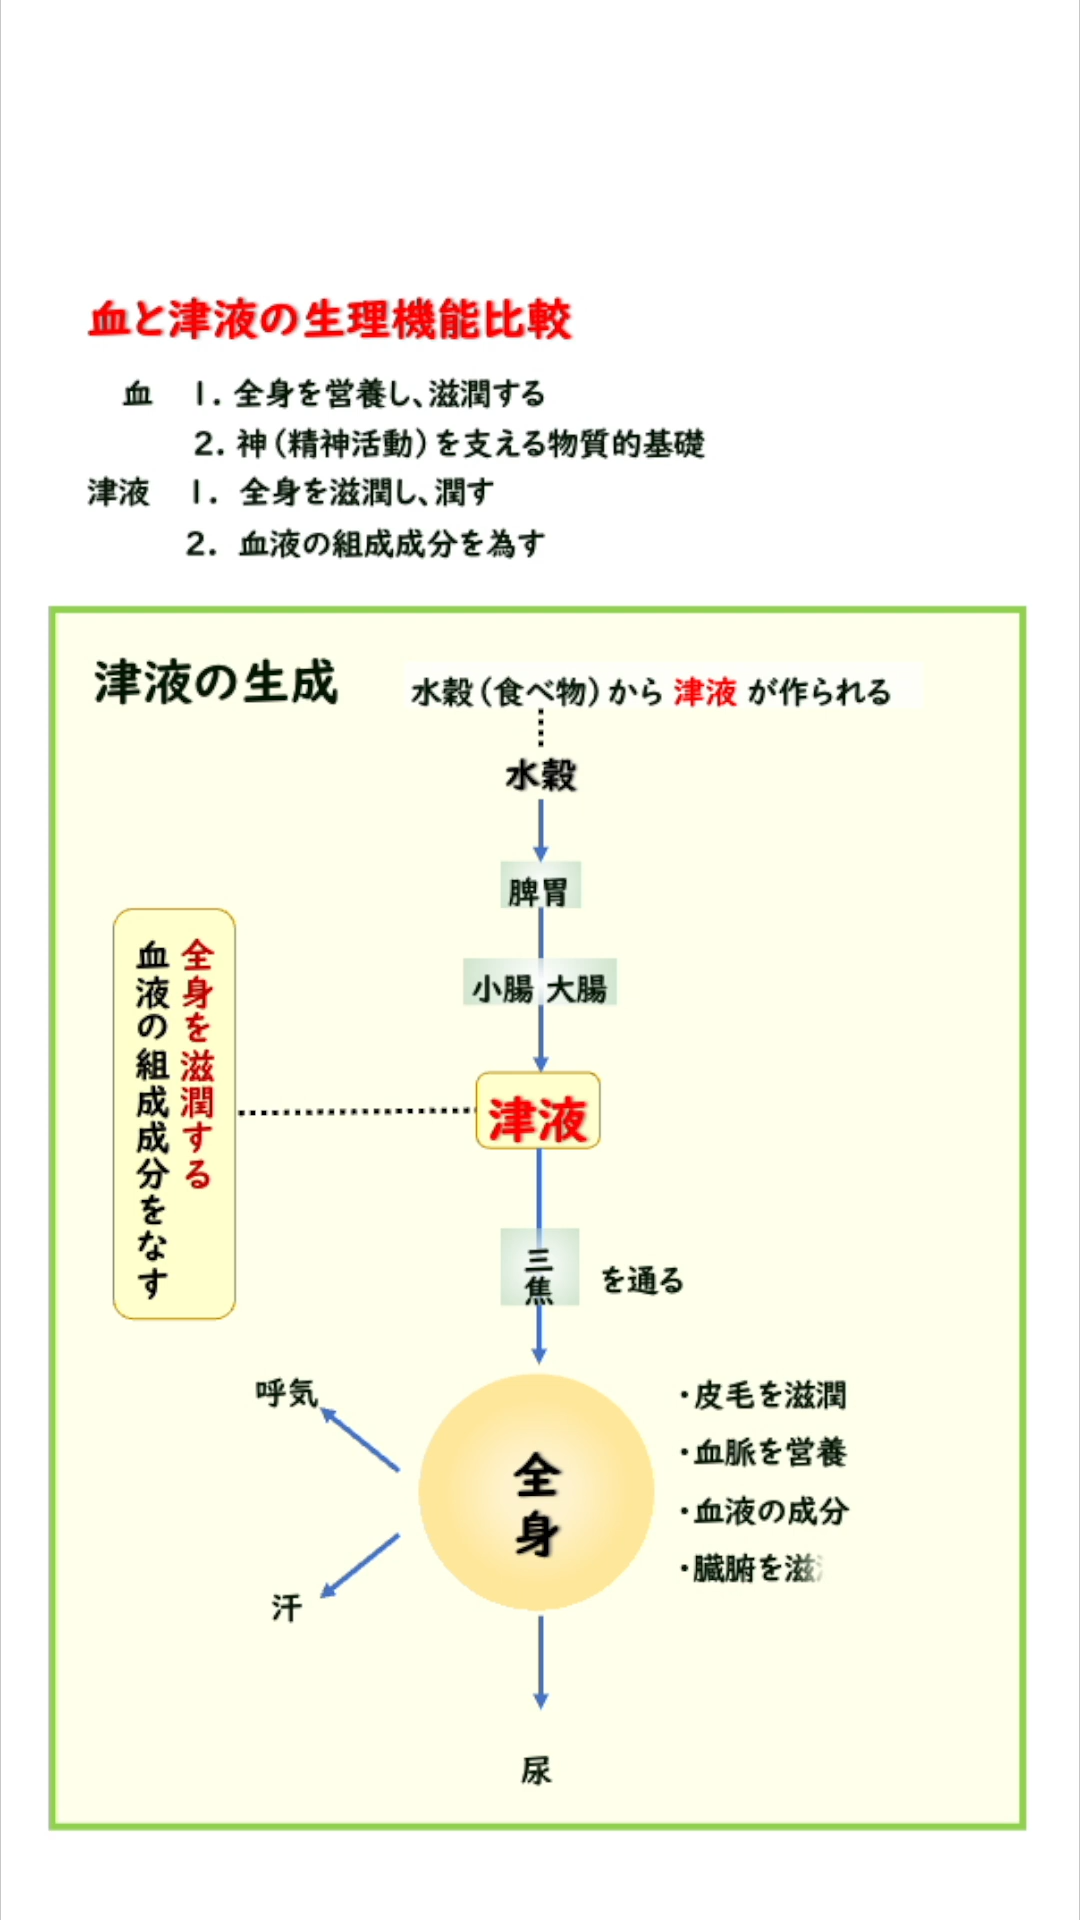 血と津液の生理機能比較
血 1. 全身を営養し、滋潤する
2. 神（精神活動）を支える物質的基礎
津液 1. 全身を滋潤し、潤す
2. 血液の組成成分を為す
津液の生成
水穀（食べ物）から 津液 が作られる
水穀
脾胃
小腸 大腸
全身を滋潤する
血液の組成成分をなす
津液
三焦
を通る
呼気
汗
全身
・皮毛を滋潤
・血脈を営養
・血液の成分
・臓腑を滋
尿